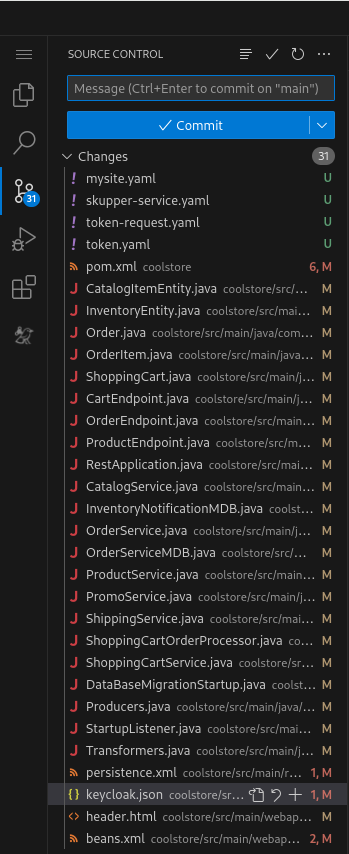 SOURCE CONTROL
Message (Ctrl+Enter to commit on "main")
Commit
Changes 31
mysite.yaml U
skupper-service.yaml U
token-request.yaml U
token.yaml U
pom.xml coolstore 6, M
CatalogItemEntity.java coolstore/src/... M
InventoryEntity.java coolstore/src/mai... M
Order.java coolstore/src/main/java/com... M
OrderItem.java coolstore/src/main/java... M
ShoppingCart.java coolstore/src/main/j... M
CartEndpoint.java coolstore/src/main/j... M
OrderEndpoint.java coolstore/src/main... M
ProductEndpoint.java coolstore/src/m... M
RestApplication.java coolstore/src/mai... M
31
CatalogService.java coolstore/src/main... M
InventoryNotificationMDB.java coolst... M
OrderService.java coolstore/src/main/j... M
OrderServiceMDB.java coolstore/src/... M
ProductService.java coolstore/src/mai... M
PromoService.java coolstore/src/main/j... M
ShippingService.java coolstore/src/mai... M
ShoppingCartOrderProcessor.java co... M
ShoppingCartService.java coolstore/sr... M
DataBaseMigrationStartup.java coolst... M
Producers.java coolstore/src/main/java/... M
StartupListener.java coolstore/src/mai... M
Transformers.java coolstore/src/main/j... M
persistence.xml coolstore/src/main/r... 1, M
keycloak.json coolstore/sr... 1, M
header.html coolstore/src/main/webap... M
beans.xml coolstore/src/main/webap... 2, M